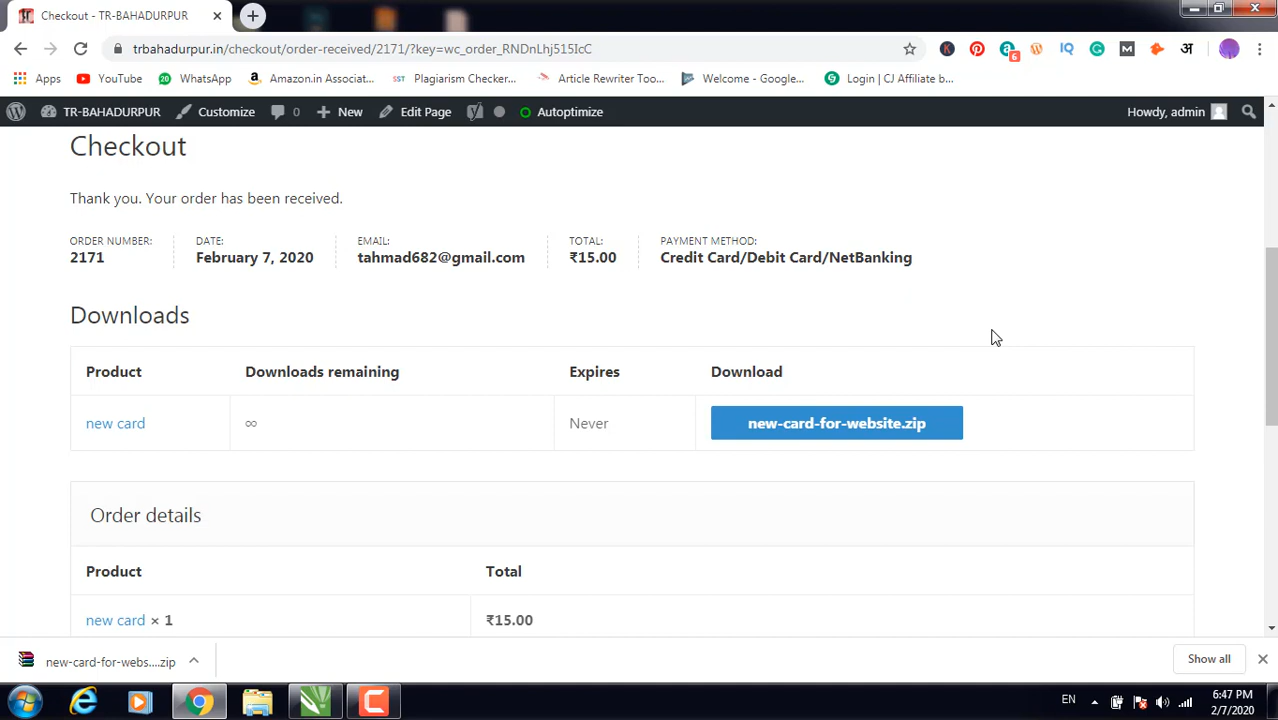 Checkout - TR-BAHADURPUR
trbahadurpur.in/checkout/order-received/2171/?key=wc_order_RNDnLhj515IcC
6
अ
Apps YouTube 20 WhatsApp Amazon.in Associat... SST Plagiarism Checker... Article Rewriter Too... Welcome - Google... Login | CJ Affiliate b...
TR-BAHADURPUR Customize 0 New Edit Page Autoptimize Howdy, admin
Checkout
Thank you. Your order has been received.
ORDER NUMBER: DATE: EMAIL: TOTAL: PAYMENT METHOD:
2171 February 7, 2020 tahmad682@gmail.com ₹15.00 Credit Card/Debit Card/NetBanking
Downloads
Product Downloads remaining Expires Download
new card ∞ Never new-card-for-website.zip
Order details
Product Total
new card × 1 ₹15.00
new-card-for-webs....zip Show all
EN 6:47 PM
2/7/2020